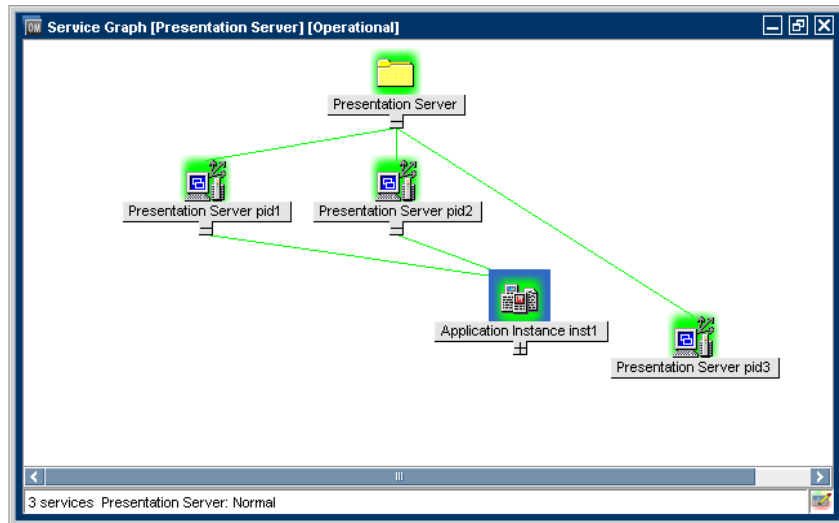 OM Service Graph [Presentation Server] [Operational]
Presentation Server
Presentation Server pid1
Presentation Server pid2
Application Instance inst1
Presentation Server pid3
3 services Presentation Server: Normal